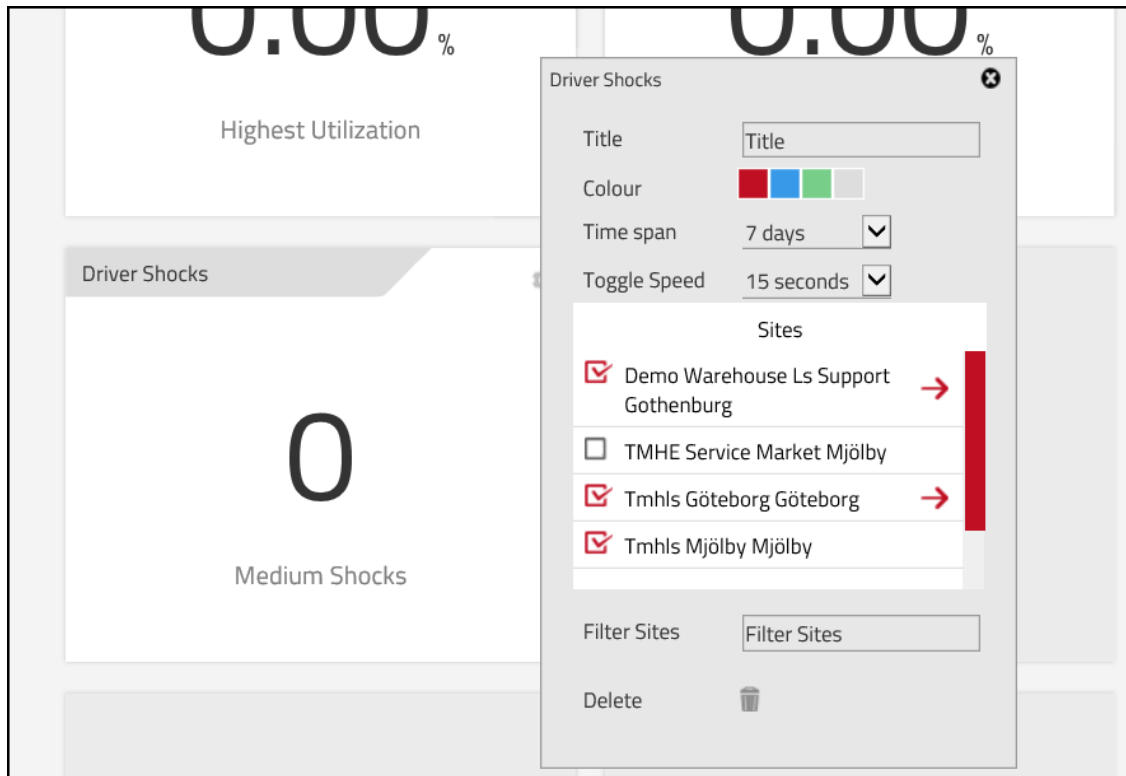 0.00 %
0.00 %
Highest Utilization
Driver Shocks
Title
Title
Colour
Time span
7 days
Toggle Speed
15 seconds
Sites
Demo Warehouse Ls Support
Gothenburg
TMHE Service Market Mjölby
Tmhls Göteborg Göteborg
Tmhls Mjölby Mjölby
Filter Sites
Filter Sites
Delete
Driver Shocks
0
Medium Shocks